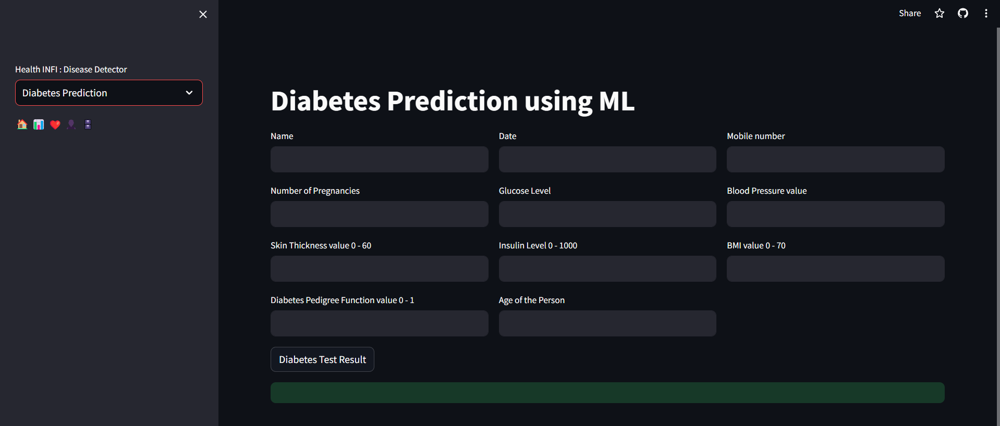 Share
Health INFI : Disease Detector
Diabetes Prediction
Diabetes Prediction using ML
Name
Date
Mobile number
Number of Pregnancies
Glucose Level
Blood Pressure value
Skin Thickness value 0 - 60
Insulin Level 0 - 1000
BMI value 0 - 70
Diabetes Pedigree Function value 0 - 1
Age of the Person
Diabetes Test Result